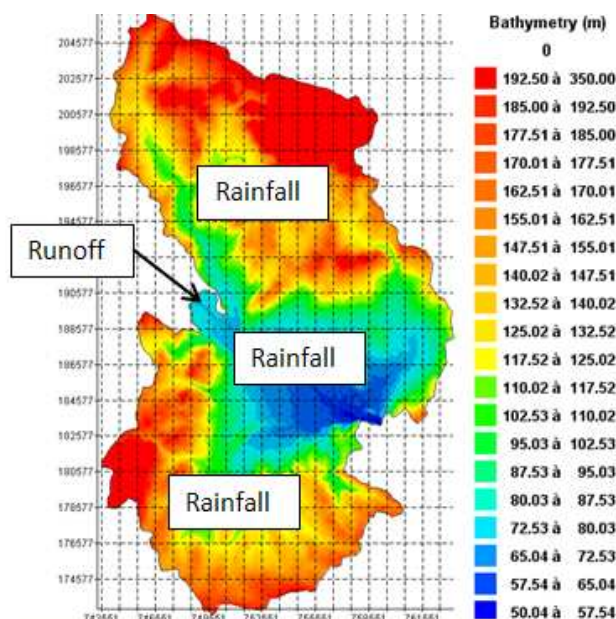 Bathymetry (m)
0
192.50 à 350.00
185.00 à 192.50
177.51 à 185.00
170.01 à 177.51
162.51 à 170.01
155.01 à 162.51
147.51 à 155.01
140.02 à 147.51
132.52 à 140.02
125.02 à 132.52
117.52 à 125.02
110.02 à 117.52
102.53 à 110.02
95.03 à 102.53
87.53 à 95.03
80.03 à 87.53
72.53 à 80.03
65.04 à 72.53
57.54 à 65.04
50.04 à 57.54
204577
202577
200577
198577
196577
194577
190577
188577
186577
184577
182577
180577
178577
176577
174577
Rainfall
Runoff
Rainfall
Rainfall